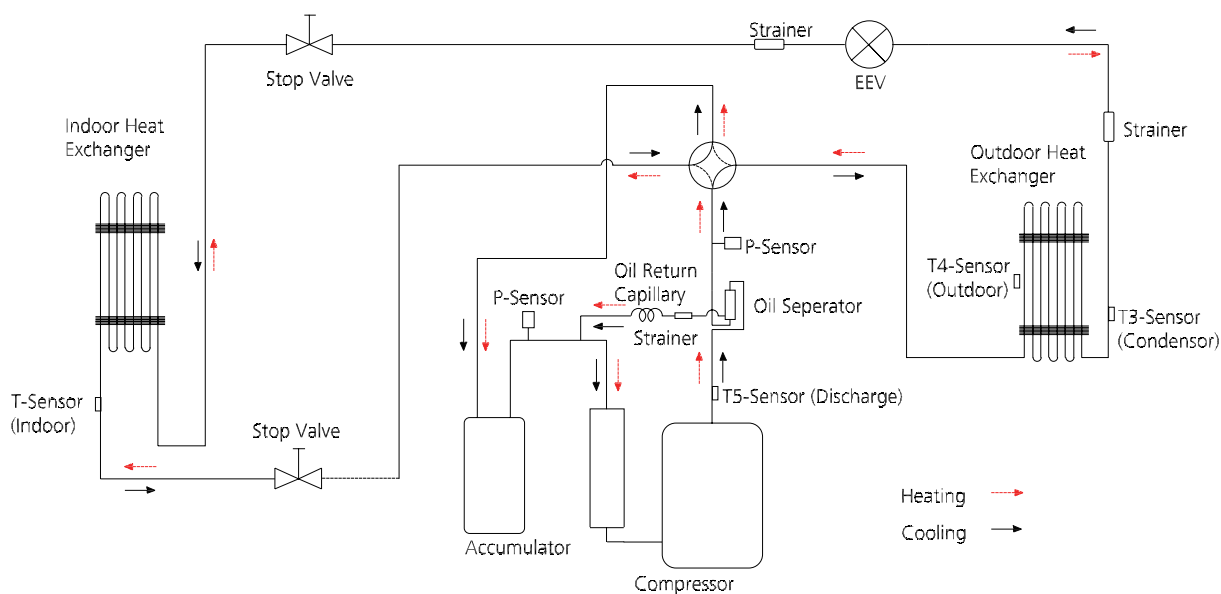 Strainer
EEV
Stop Valve
Indoor Heat
Exchanger
Strainer
Outdoor Heat
Exchanger
P-Sensor
Oil Return
Capillary
P-Sensor
Oil Seperator
Strainer
T4-Sensor
(Outdoor)
T3-Sensor
(Condensor)
T5-Sensor (Discharge)
T-Sensor
(Indoor)
Stop Valve
Heating
Cooling
Accumulator
Compressor